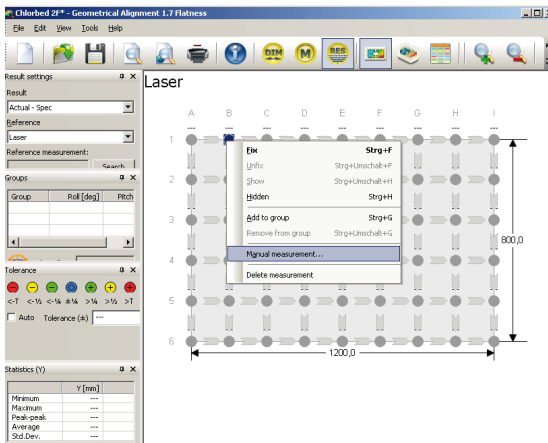 Chlorbed 2F* - Geometrical Alignment 1.7 Flatness
File Edit View Tools Help
DIM M RES
Result settings
Result
Actual - Spec
Reference
Laser
Reference measurement:
Search
Groups
Group Roll [deg] Pitch
Tolerance
<-T <-½ <-¼ ±¼ >¼ >½ >T
Auto Tolerance (±) ---
Statistics (Y)
Y [mm]
Minimum ---
Maximum ---
Peak-peak ---
Average ---
Std.Dev. ---
Laser
A B C D E F G H I
--- --- --- --- --- --- --- --- ---
1
2
3
4
5
6
Fix Strg+F
Unfix Strg+Umschalt+F
Show Strg+Umschalt+H
Hidden Strg+H
Add to group Strg+G
Remove from group Strg+Umschalt+G
Manual measurement...
Delete measurement
800,0
1200,0